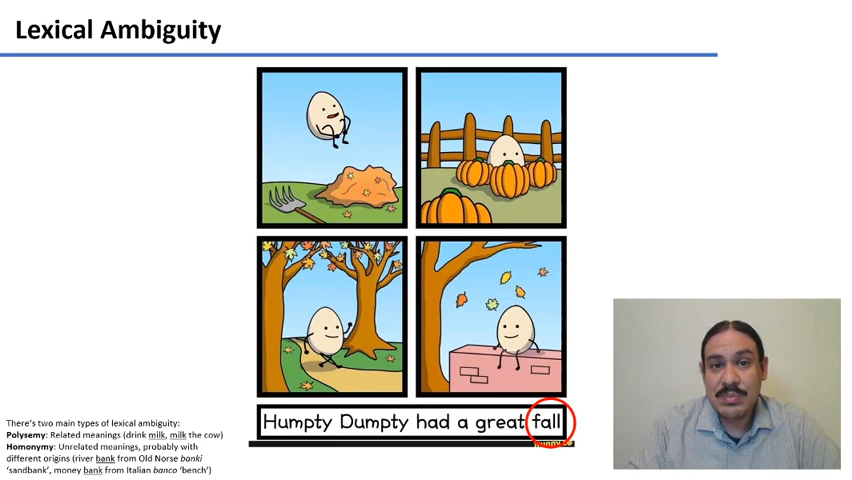 Lexical Ambiguity
Humpty Dumpty had a great fall
There's two main types of lexical ambiguity:
Polysemy: Related meanings (drink milk, milk the cow)
Homonymy: Unrelated meanings, probably with
different origins (river bank from Old Norse banki
'sandbank', money bank from Italian banco 'bench')